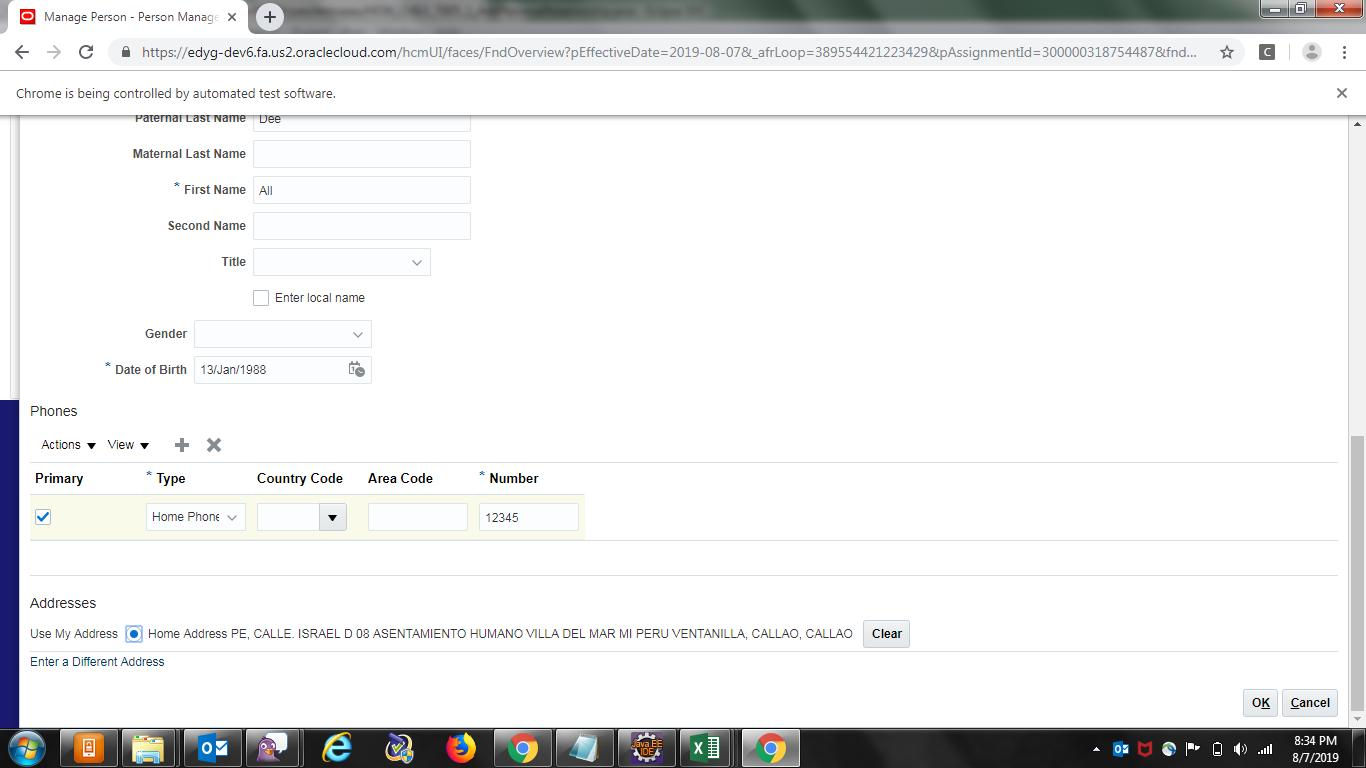 Manage Person - Person Manage
https://edyg-dev6.fa.us2.oraclecloud.com/hcmUI/faces/FndOverview?pEffectiveDate=2019-08-07&_afrLoop=389554421223429&pAssignmentId=300000318754487&fnd...
C
Chrome is being controlled by automated test software.
Paternal Last Name Dee
Maternal Last Name
* First Name All
Second Name
Title
Enter local name
Gender
* Date of Birth 13/Jan/1988
Phones
Actions View
Primary * Type Country Code Area Code * Number
Home Phone 12345
Addresses
Use My Address Home Address PE, CALLE. ISRAEL D 08 ASENTAMIENTO HUMANO VILLA DEL MAR MI PERU VENTANILLA, CALLAO, CALLAO Clear
Enter a Different Address
OK Cancel
Java EE
IDE
8:34 PM
8/7/2019